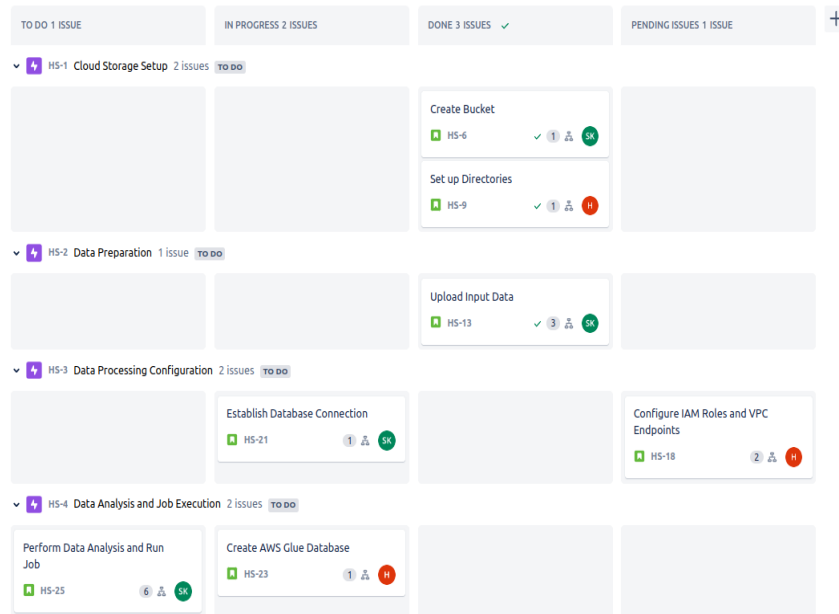 TO DO 1 ISSUE
IN PROGRESS 2 ISSUES
DONE 3 ISSUES
PENDING ISSUES 1 ISSUE
HS-1 Cloud Storage Setup 2 issues TO DO
Create Bucket
HS-6 1 SK
Set up Directories
HS-9 1 H
HS-2 Data Preparation 1 issue TO DO
Upload Input Data
HS-13 3 SK
HS-3 Data Processing Configuration 2 issues TO DO
Establish Database Connection
HS-21 1 SK
Configure IAM Roles and VPC
Endpoints
HS-18 2 H
HS-4 Data Analysis and Job Execution 2 issues TO DO
Perform Data Analysis and Run
Job
HS-25 6 SK
Create AWS Glue Database
HS-23 1 H